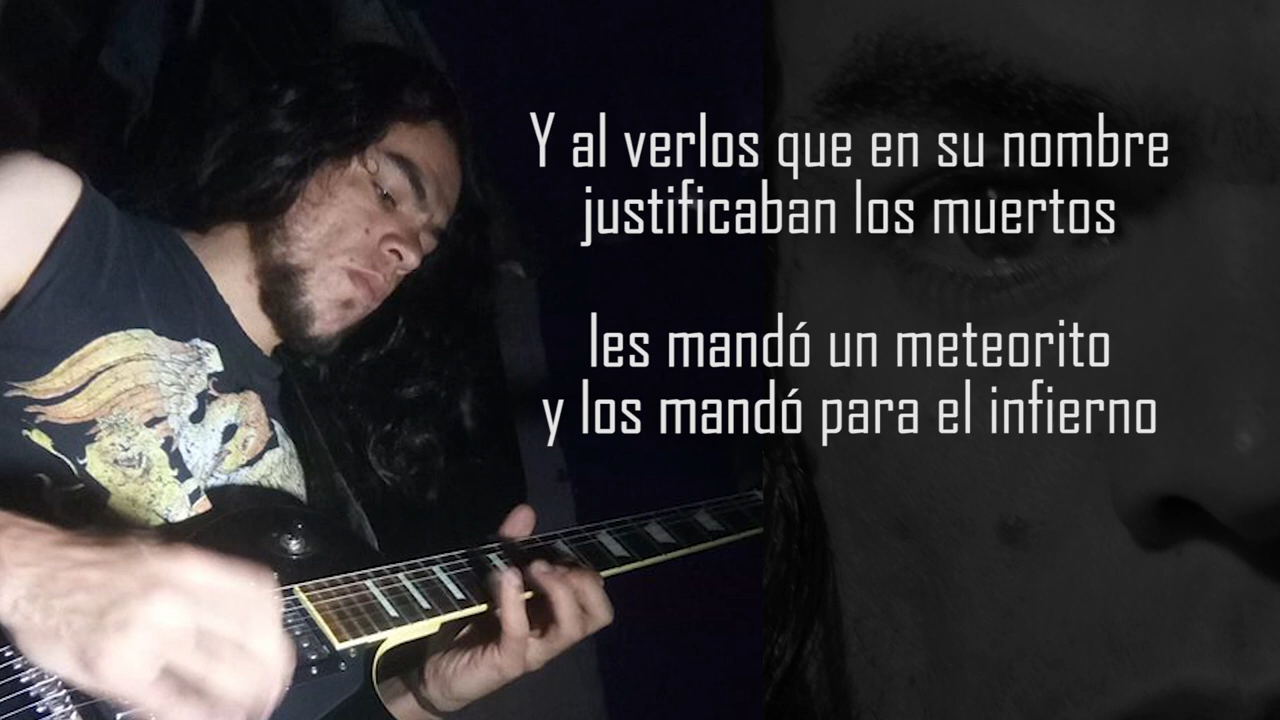 Y al verlos que en su nombre
justificaban los muertos
les mandó un meteorito
y los mandó para el infierno